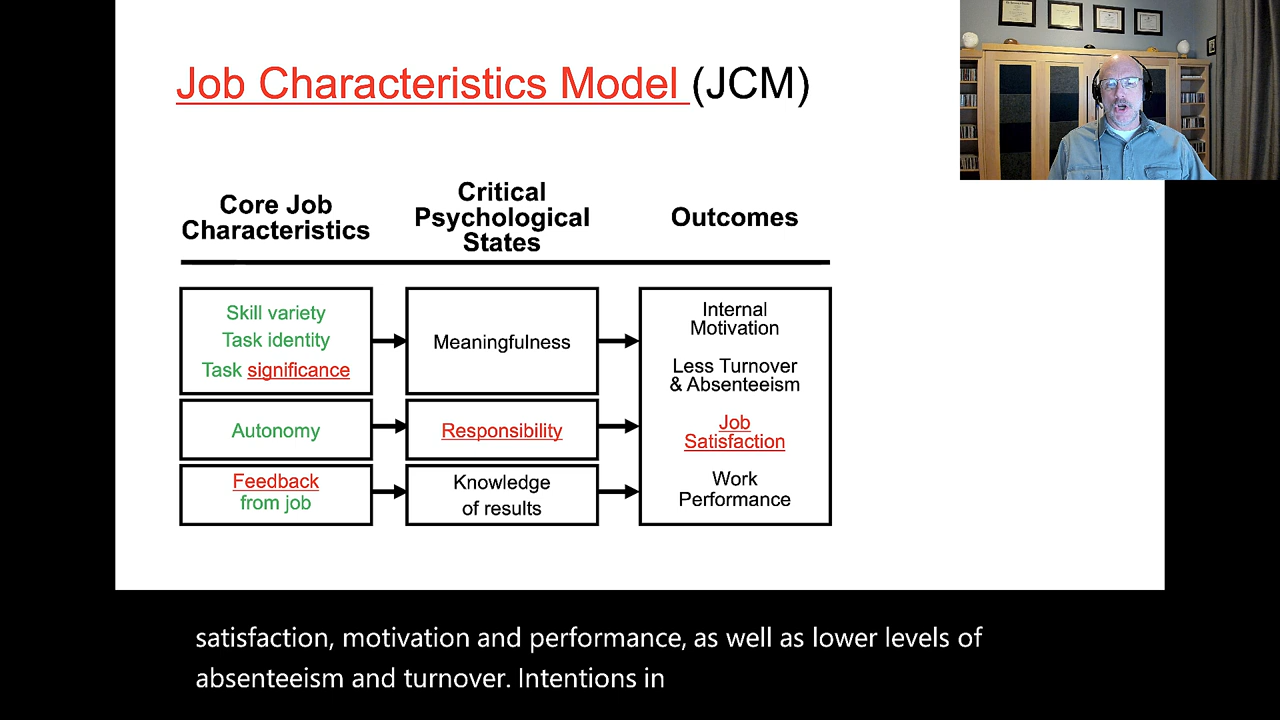 Job Characteristics Model (JCM)
Core Job
Characteristics
Critical
Psychological
States
Outcomes
Skill variety
Task identity
Task significance
Meaningfulness
Internal
Motivation
Less Turnover
& Absenteeism
Autonomy
Responsibility
Job
Satisfaction
Feedback
from job
Knowledge
of results
Work
Performance
satisfaction, motivation and performance, as well as lower levels of
absenteeism and turnover. Intentions in